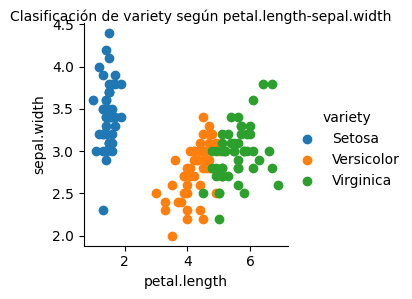 Clasificación de variety según petal.length-sepal.width
4.5
4.0
3.5
3.0
2.5
2.0
sepal.width
2
4
6
petal.length
variety
Setosa
Versicolor
Virginica